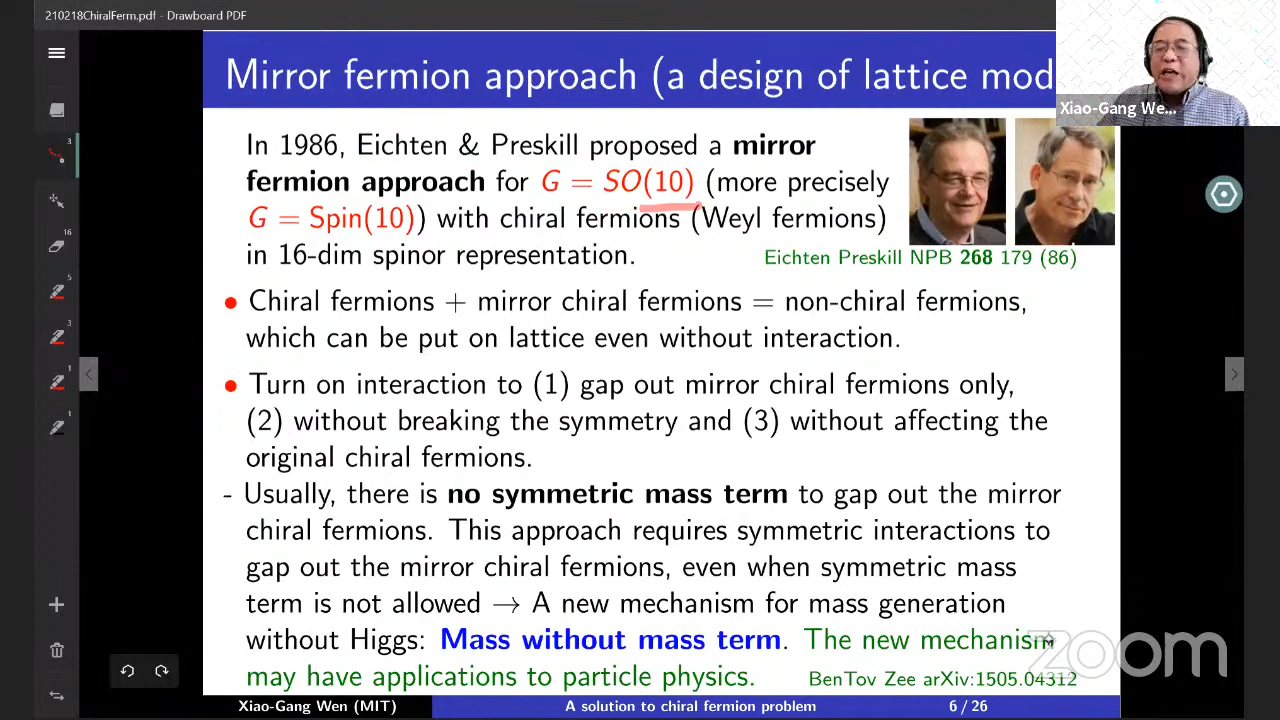 210218ChiralFerm.pdf - Drawboard PDF
Mirror fermion approach (a design of lattice mod
Xiao-Gang We...
In 1986, Eichten & Preskill proposed a mirror
fermion approach for G = SO(10) (more precisely
G = Spin(10)) with chiral fermions (Weyl fermions)
in 16-dim spinor representation.
Eichten Preskill NPB 268 179 (86)
• Chiral fermions + mirror chiral fermions = non-chiral fermions,
which can be put on lattice even without interaction.
• Turn on interaction to (1) gap out mirror chiral fermions only,
(2) without breaking the symmetry and (3) without affecting the
original chiral fermions.
- Usually, there is no symmetric mass term to gap out the mirror
chiral fermions. This approach requires symmetric interactions to
gap out the mirror chiral fermions, even when symmetric mass
term is not allowed → A new mechanism for mass generation
without Higgs: Mass without mass term. The new mechanism
may have applications to particle physics.
BenTov Zee arXiv:1505.04312
zoom
Xiao-Gang Wen (MIT)
A solution to chiral fermion problem
6 / 26
3
16
5
3
1
1